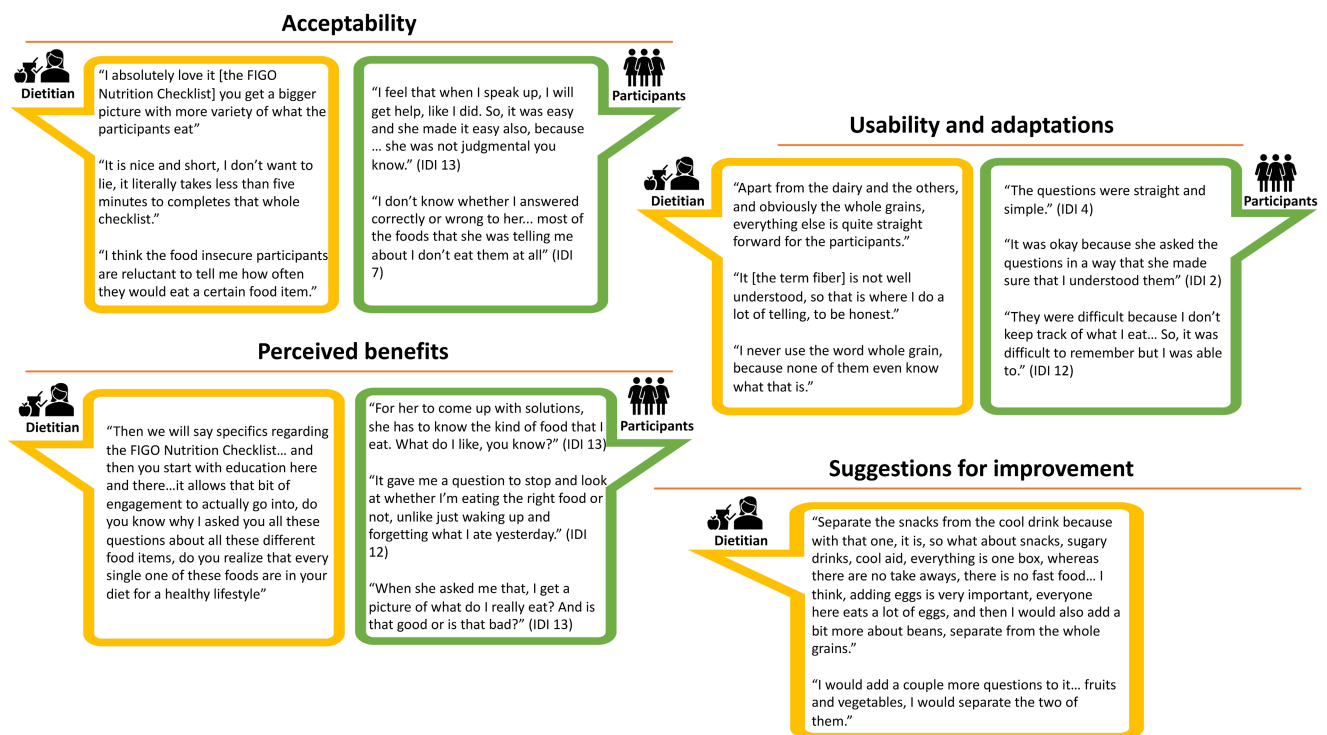 Acceptability
Dietitian
“I absolutely love it [the FIGO
Nutrition Checklist] you get a bigger
picture with more variety of what the
participants eat”
“It is nice and short, I don’t want to
lie, it literally takes less than five
minutes to completes that whole
checklist.”
“I think the food insecure participants
are reluctant to tell me how often
they would eat a certain food item.”
Participants
“I feel that when I speak up, I will
get help, like I did. So, it was easy
and she made it easy also, because
… she was not judgmental you
know.” (IDI 13)
“I don’t know whether I answered
correctly or wrong to her... most of
the foods that she was telling me
about I don’t eat them at all” (IDI
7)
Perceived benefits
Dietitian
“Then we will say specifics regarding
the FIGO Nutrition Checklist… and
then you start with education here
and there…it allows that bit of
engagement to actually go into, do
you know why I asked you all these
questions about all these different
food items, do you realize that every
single one of these foods are in your
diet for a healthy lifestyle”
Participants
“For her to come up with solutions,
she has to know the kind of food that I
eat. What do I like, you know?” (IDI 13)
“It gave me a question to stop and look
at whether I’m eating the right food or
not, unlike just waking up and
forgetting what I ate yesterday.” (IDI
12)
“When she asked me that, I get a
picture of what do I really eat? And is
that good or is that bad?” (IDI 13)
Usability and adaptations
Dietitian
“Apart from the dairy and the others,
and obviously the whole grains,
everything else is quite straight
forward for the participants.”
“It [the term fiber] is not well
understood, so that is where I do a
lot of telling, to be honest.”
“I never use the word whole grain,
because none of them even know
what that is.”
Participants
“The questions were straight and
simple.” (IDI 4)
“It was okay because she asked the
questions in a way that she made
sure that I understood them” (IDI 2)
“They were difficult because I don’t
keep track of what I eat… So, it was
difficult to remember but I was able
to.” (IDI 12)
Suggestions for improvement
Dietitian
“Separate the snacks from the cool drink because
with that one, it is, so what about snacks, sugary
drinks, cool aid, everything is one box, whereas
there are no take aways, there is no fast food… I
think, adding eggs is very important, everyone
here eats a lot of eggs, and then I would also add a
bit more about beans, separate from the whole
grains.”
“I would add a couple more questions to it… fruits
and vegetables, I would separate the two of
them.”